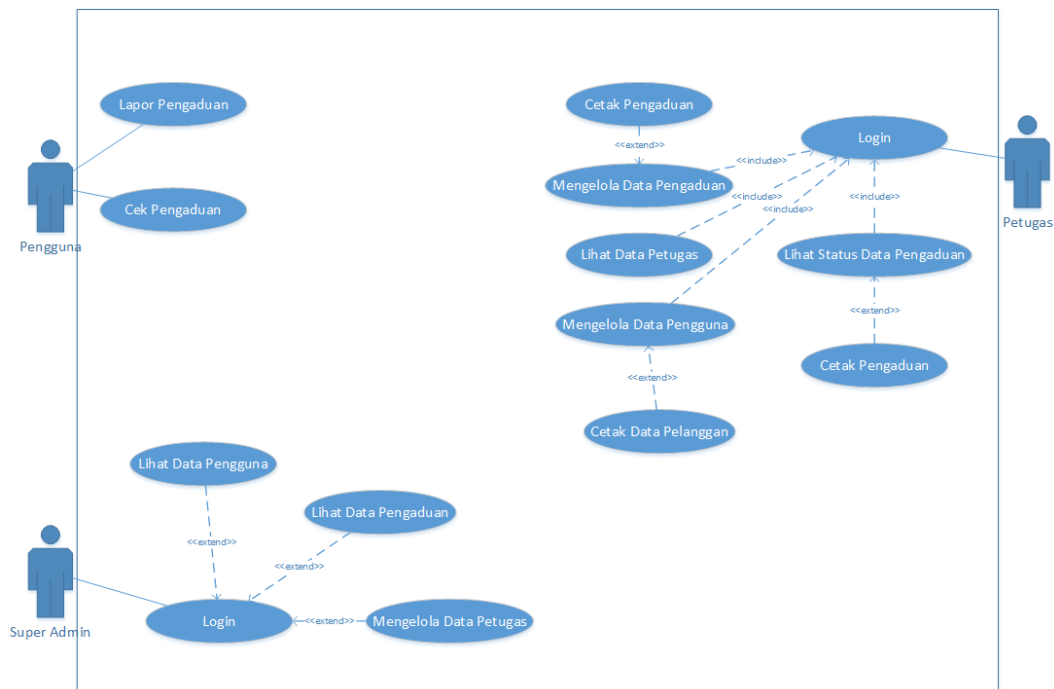 Lapor Pengaduan
Cek Pengaduan
Pengguna
Cetak Pengaduan
<<extend>>
Mengelola Data Pengaduan
<<include>>
Login
Petugas
<<include>>
<<include>>
<<include>>
Lihat Data Petugas
Lihat Status Data Pengaduan
Mengelola Data Pengguna
<<extend>>
Cetak Pengaduan
<<extend>>
Cetak Data Pelanggan
Lihat Data Pengguna
<<extend>>
Lihat Data Pengaduan
<<extend>>
Super Admin
Login
<<extend>>
Mengelola Data Petugas